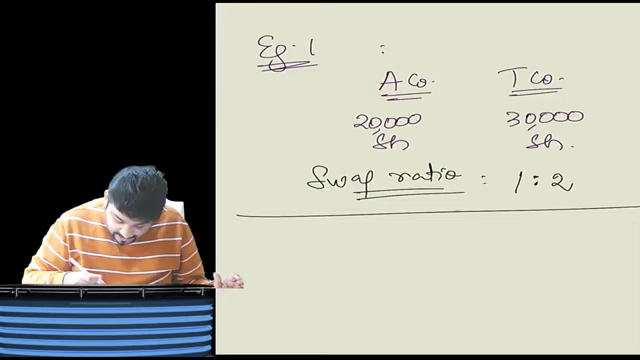 Eg. 1 :
A Co. T Co.
20,000 30,000
Sh Sh.
Swap ratio : 1 : 2